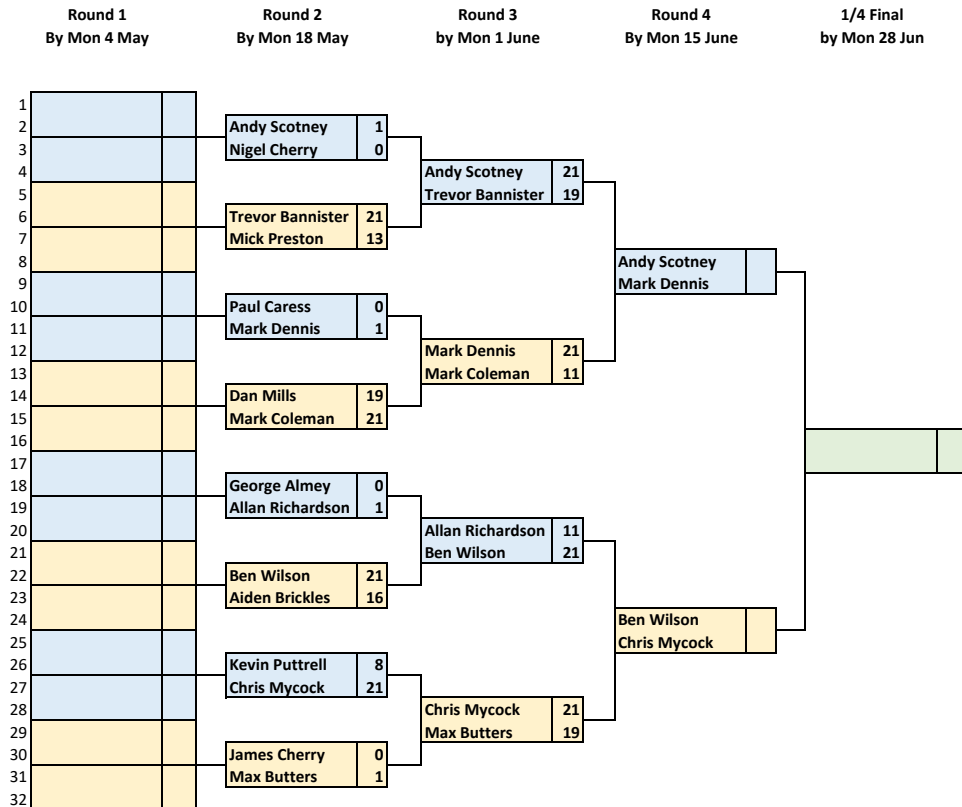 Round 1
By Mon 4 May
Round 2
By Mon 18 May
Round 3
by Mon 1 June
Round 4
By Mon 15 June
1/4 Final
by Mon 28 Jun
1
2
3
4
5
6
7
8
9
10
11
12
13
14
15
16
17
18
19
20
21
22
23
24
25
26
27
28
29
30
31
32
Andy Scotney 1
Nigel Cherry 0
Trevor Bannister 21
Mick Preston 13
Paul Caress 0
Mark Dennis 1
Dan Mills 19
Mark Coleman 21
George Almey 0
Allan Richardson 1
Ben Wilson 21
Aiden Brickles 16
Kevin Puttrell 8
Chris Mycock 21
James Cherry 0
Max Butters 1
Andy Scotney 21
Trevor Bannister 19
Mark Dennis 21
Mark Coleman 11
Allan Richardson 11
Ben Wilson 21
Chris Mycock 21
Max Butters 19
Andy Scotney
Mark Dennis
Ben Wilson
Chris Mycock